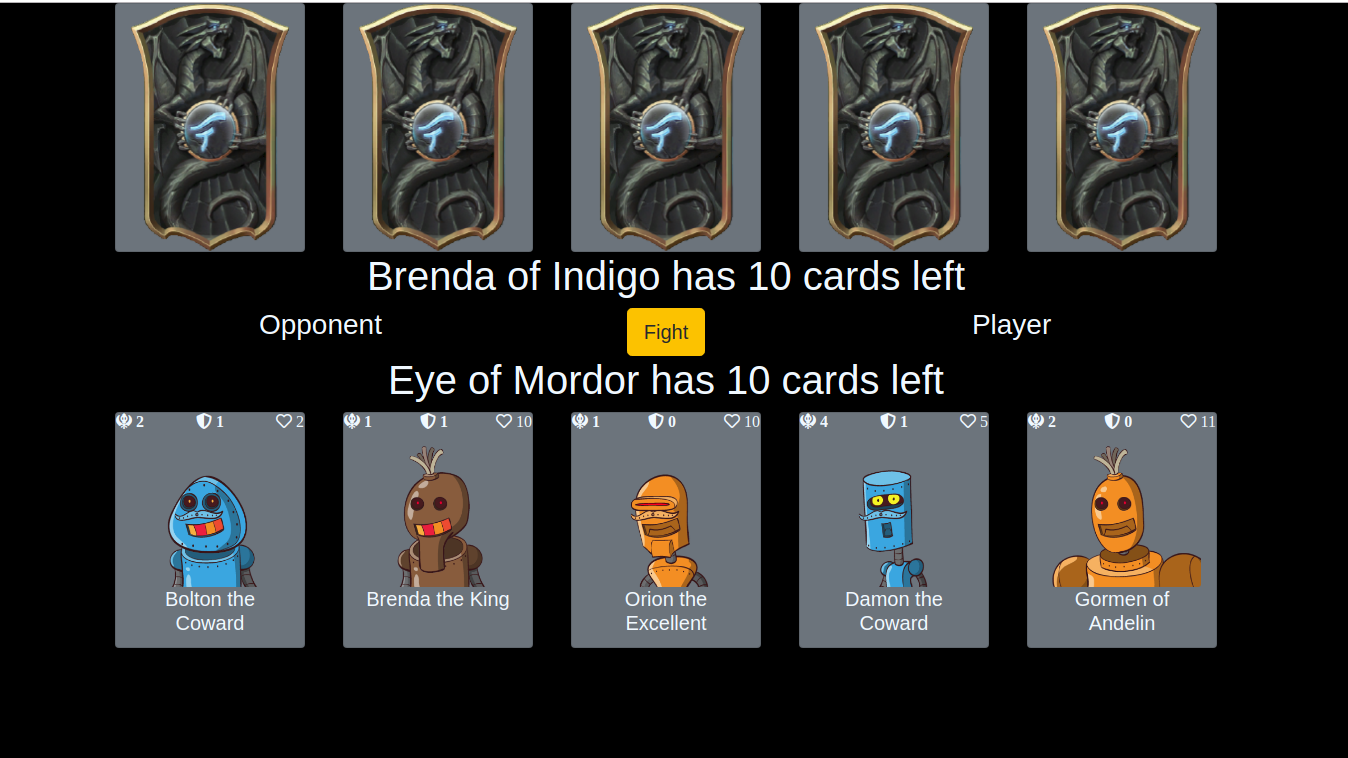 Brenda of Indigo has 10 cards left
Opponent
Fight
Player
Eye of Mordor has 10 cards left
2 1 2
1 1 10
1 0 10
4 1 5
2 0 11
Bolton the
Coward
Brenda the King
Orion the
Excellent
Damon the
Coward
Gormen of
Andelin